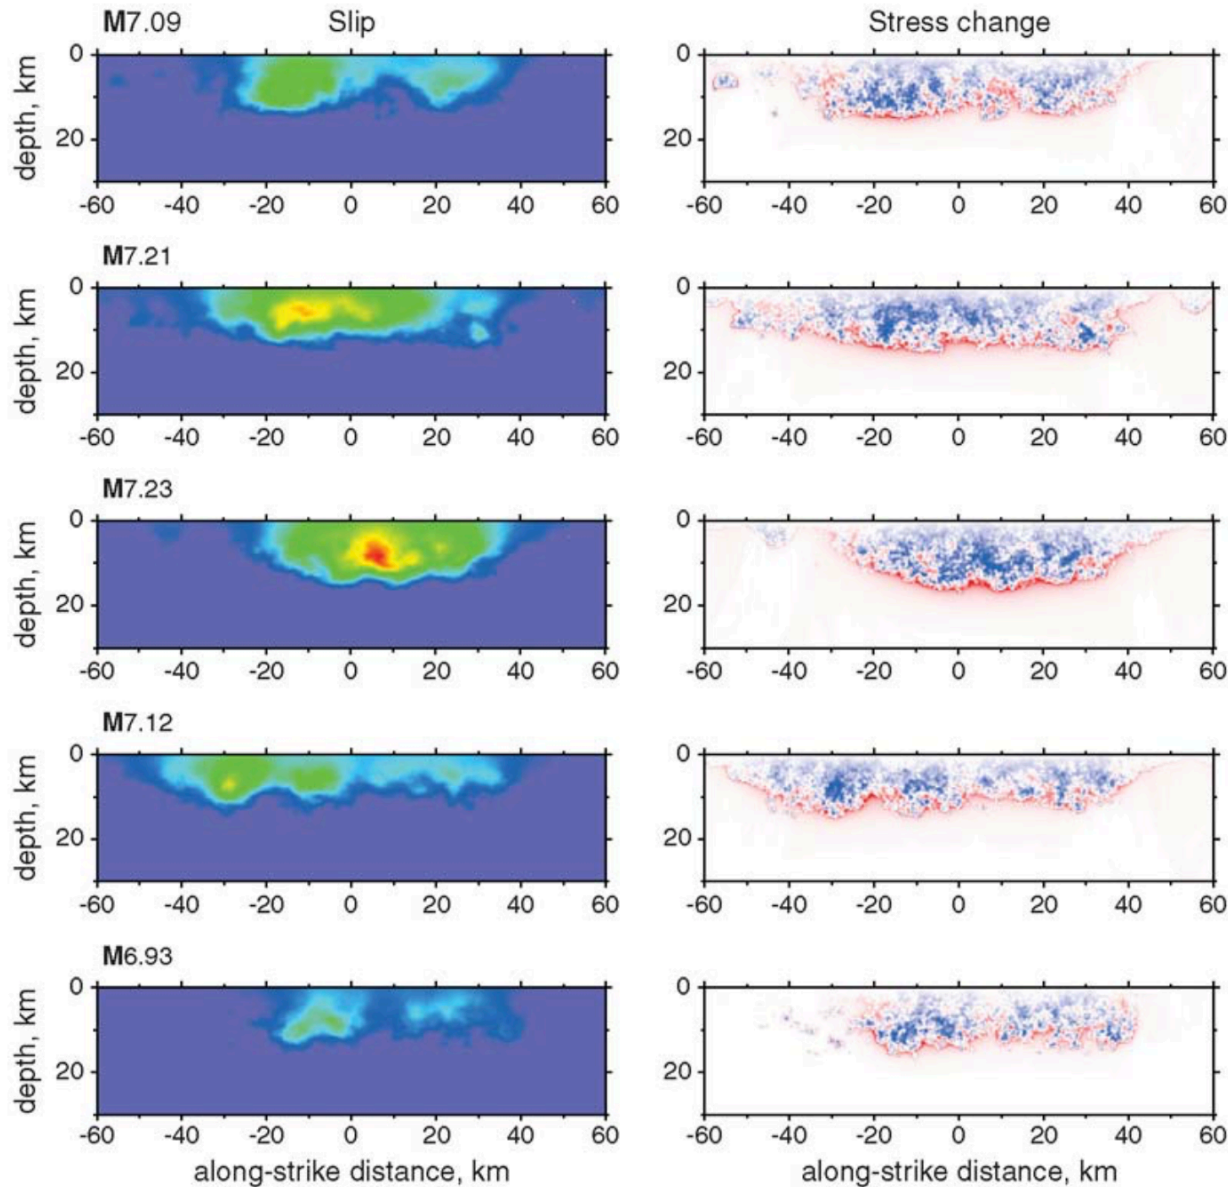 M7.09 Slip Stress change
0 0
20 20
depth, km
-60 -40 -20 0 20 40 60 -60 -40 -20 0 20 40 60
M7.21
0 0
20 20
depth, km
-60 -40 -20 0 20 40 60 -60 -40 -20 0 20 40 60
M7.23
0 0
20 20
depth, km
-60 -40 -20 0 20 40 60 -60 -40 -20 0 20 40 60
M7.12
0 0
20 20
depth, km
-60 -40 -20 0 20 40 60 -60 -40 -20 0 20 40 60
M6.93
0 0
20 20
depth, km
-60 -40 -20 0 20 40 60 -60 -40 -20 0 20 40 60
along-strike distance, km along-strike distance, km